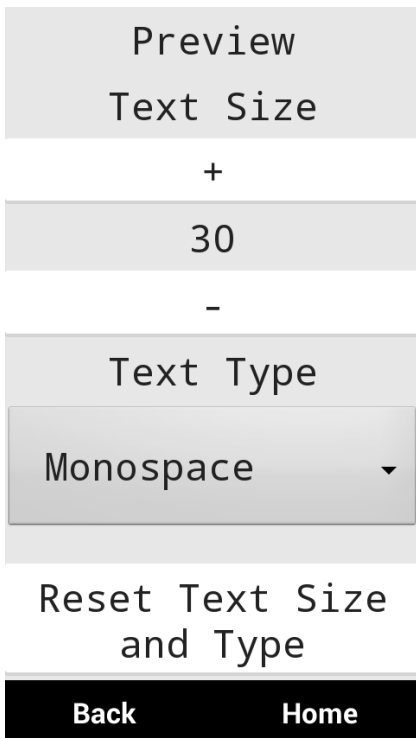 Preview
Text Size
+
30
-
Text Type
Monospace
Reset Text Size
and Type
Back Home